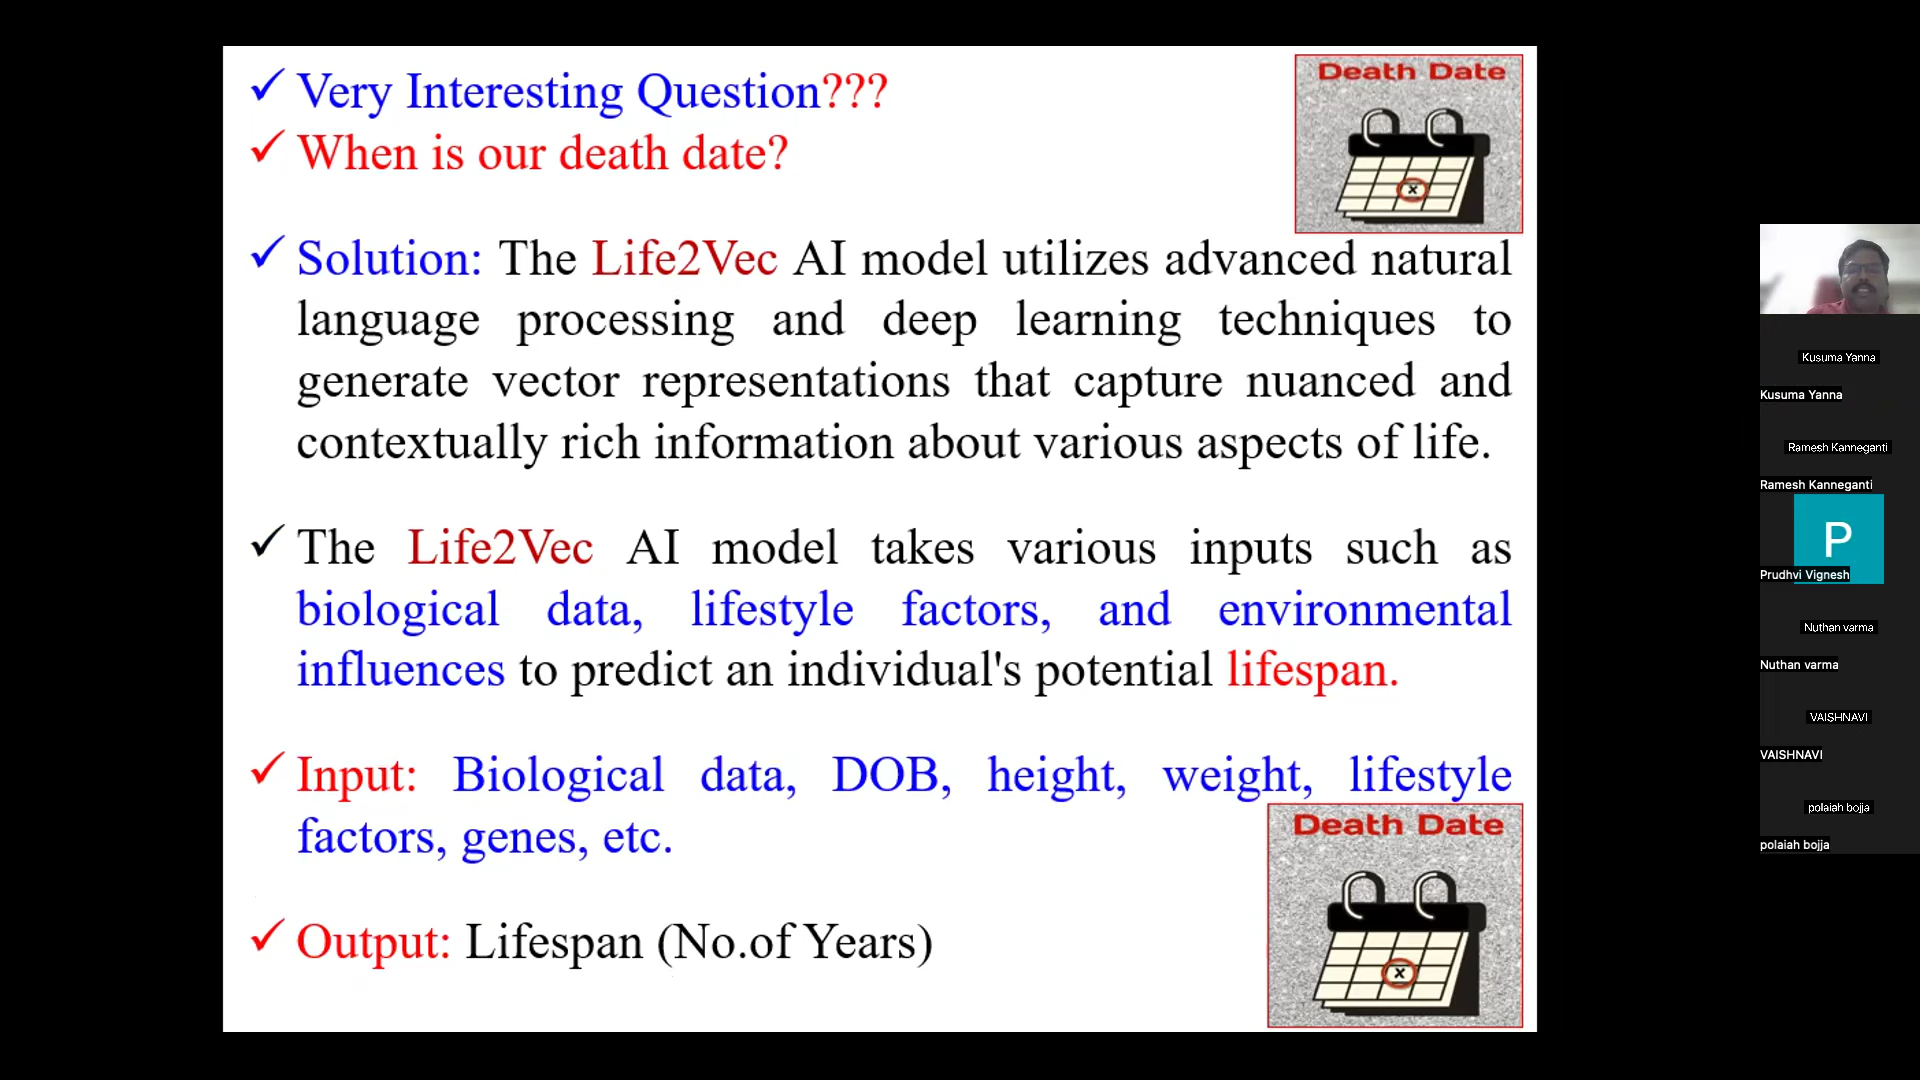 Very Interesting Question???
When is our death date?
Death Date
Solution: The Life2Vec AI model utilizes advanced natural
language processing and deep learning techniques to
generate vector representations that capture nuanced and
contextually rich information about various aspects of life.
The Life2Vec AI model takes various inputs such as
biological data, lifestyle factors, and environmental
influences to predict an individual's potential lifespan.
Input: Biological data, DOB, height, weight, lifestyle
factors, genes, etc.
Death Date
Output: Lifespan (No.of Years)
Kusuma Yanna
Kusuma Yanna
Ramesh Kanneganti
Ramesh Kanneganti
P
Prudhvi Vignesh
Nuthan varma
Nuthan varma
VAISHNAVI
VAISHNAVI
polaiah bojja
polaiah bojja